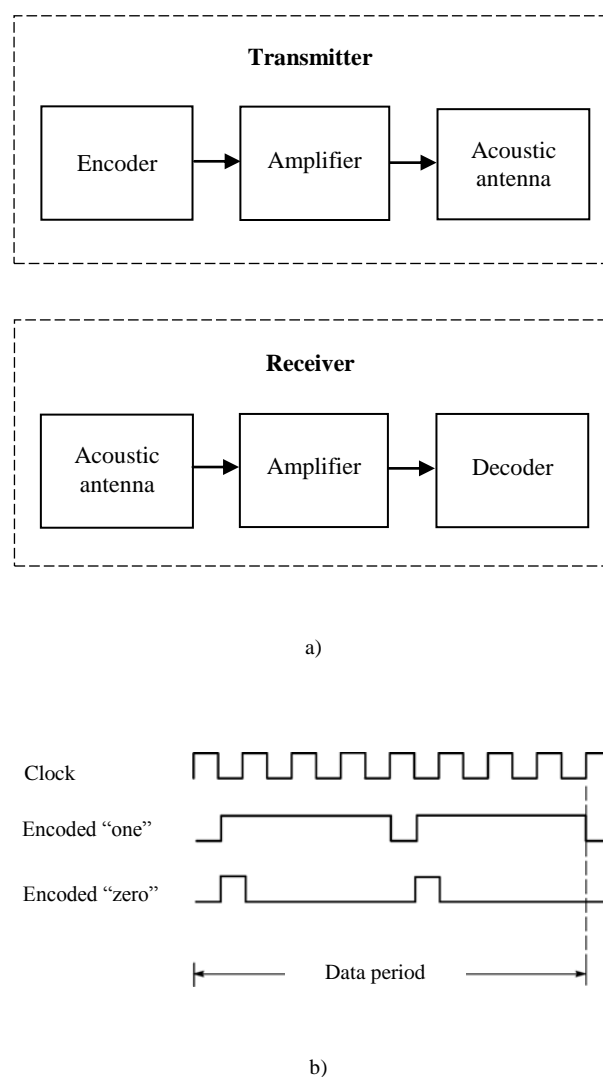 Transmitter
Encoder
Amplifier
Acoustic
antenna
Receiver
Acoustic
antenna
Amplifier
Decoder
a)
Clock
Encoded “one”
Encoded “zero”
Data period
b)